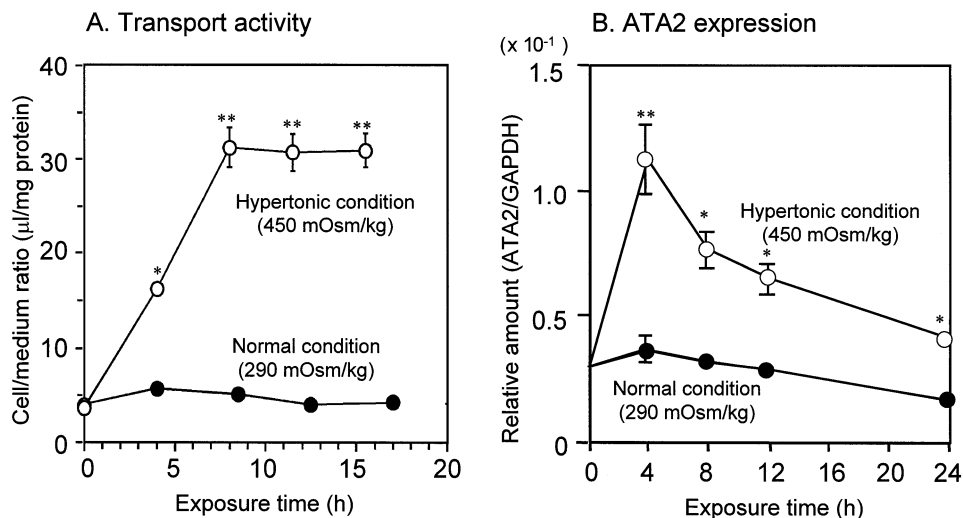 A. Transport activity
Cell/medium ratio (μl/mg protein)
40
30
20
10
0
**
**
**
*
Hypertonic condition
(450 mOsm/kg)
Normal condition
(290 mOsm/kg)
0
5
10
15
20
Exposure time (h)
B. ATA2 expression
(x 10-1)
Relative amount (ATA2/GAPDH)
1.5
1.0
0.5
0
**
*
*
*
Hypertonic condition
(450 mOsm/kg)
Normal condition
(290 mOsm/kg)
0
4
8
12
16
20
24
Exposure time (h)